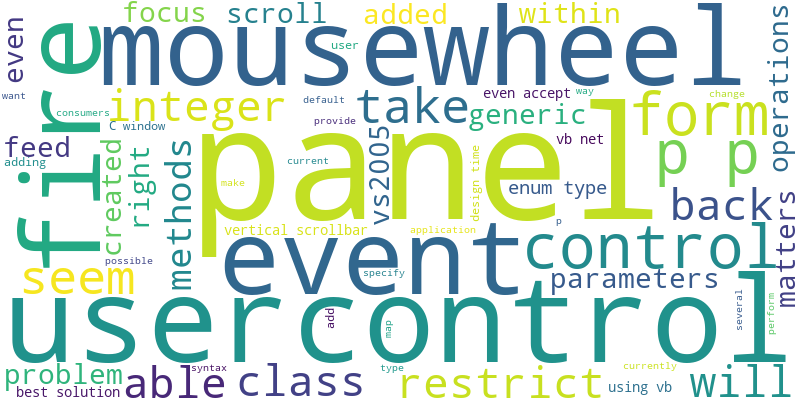 focus scroll added within
even
fire
mousewheel
operations
want
user
default
even accept way
change
consumers
integer take generic form
provide
C window
feed
adding
created
right
methods
panel
vs2005
vb net
p p
current
design time
enum type
make
back
matters
p
vertical scrollbar application
event control
possible
seem
specify
parameters
usercontrol
add
map
several
perform
problem
syntax
able class
type
restrict
currently
will
best solution
using vb